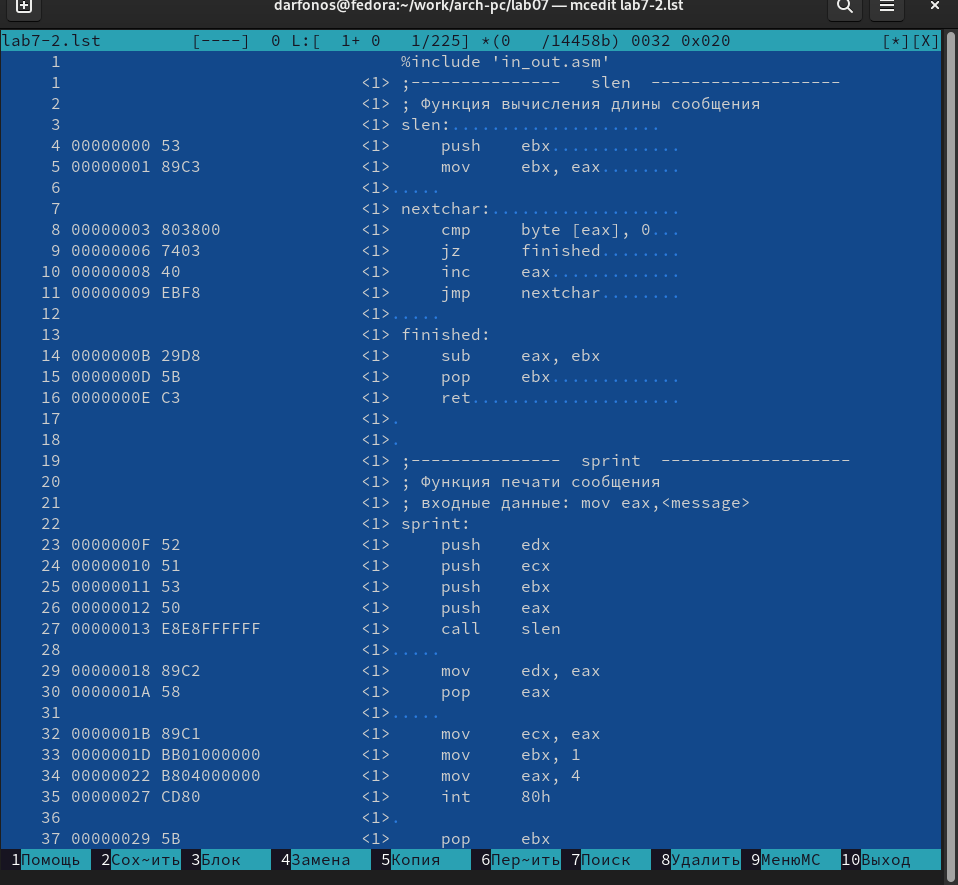 darfonos@fedora:~/work/arch-pc/lab07 — mcedit lab7-2.lst
lab7-2.lst [----] 0 L:[ 1+ 0 1/225] *(0 /14458b) 0032 0x020 [*][X]
1 %include 'in_out.asm'
1 <1> ;--------------- slen -------------------
2 <1> ; Функция вычисления длины сообщения
3 <1> slen:.....................
4 00000000 53 <1> push ebx.............
5 00000001 89C3 <1> mov ebx, eax........
6 <1>.....
7 <1> nextchar:...................
8 00000003 803800 <1> cmp byte [eax], 0...
9 00000006 7403 <1> jz finished........
10 00000008 40 <1> inc eax.............
11 00000009 EBF8 <1> jmp nextchar........
12 <1>.....
13 <1> finished:
14 0000000B 29D8 <1> sub eax, ebx
15 0000000D 5B <1> pop ebx.............
16 0000000E C3 <1> ret.....................
17 <1>.
18 <1>.
19 <1> ;--------------- sprint -------------------
20 <1> ; Функция печати сообщения
21 <1> ; входные данные: mov eax,<message>
22 <1> sprint:
23 0000000F 52 <1> push edx
24 00000010 51 <1> push ecx
25 00000011 53 <1> push ebx
26 00000012 50 <1> push eax
27 00000013 E8E8FFFFFF <1> call slen
28 <1>.....
29 00000018 89C2 <1> mov edx, eax
30 0000001A 58 <1> pop eax
31 <1>.....
32 0000001B 89C1 <1> mov ecx, eax
33 0000001D BB01000000 <1> mov ebx, 1
34 00000022 B804000000 <1> mov eax, 4
35 00000027 CD80 <1> int 80h
36 <1>.
37 00000029 5B <1> pop ebx
1Помощь 2Сох~ить 3Блок 4Замена 5Копия 6Пер~ить 7Поиск 8Удалить 9МенюMC 10Выход